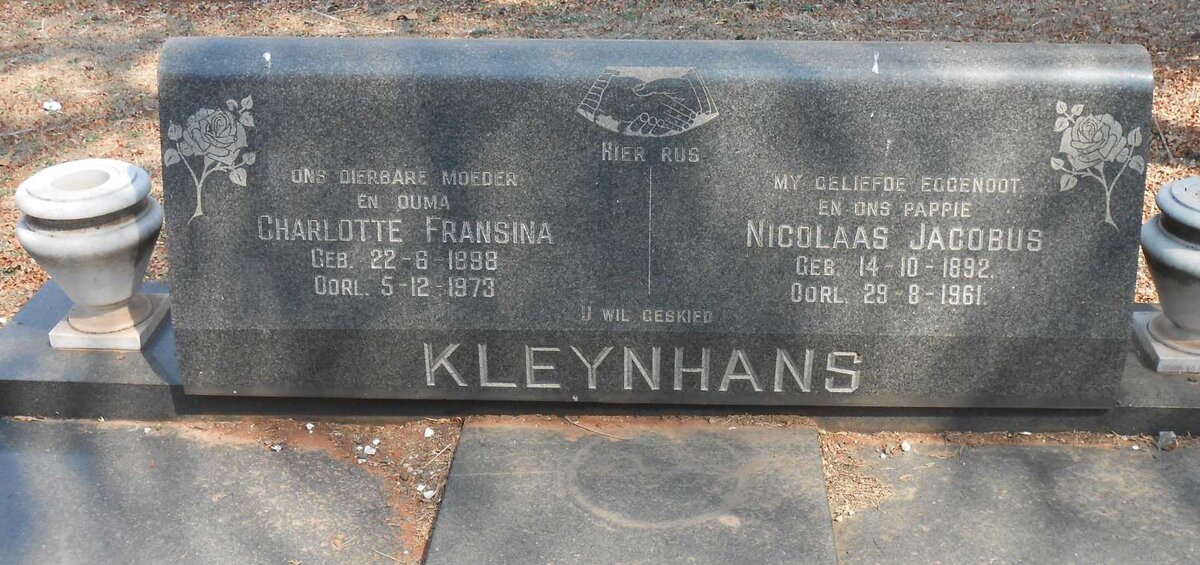 HIER RUS
ONS DIERBARE MOEDER
EN OUMA
CHARLOTTE FRANSINA
GEB. 22-6-1898
OORL. 5-12-1973
MY GELIEFDE EGGENOOT
EN ONS PAPPIE
NICOLAAS JACOBUS
GEB. 14-10-1892.
OORL. 29-8-1961.
U WIL GESKIED
KLEYNHANS